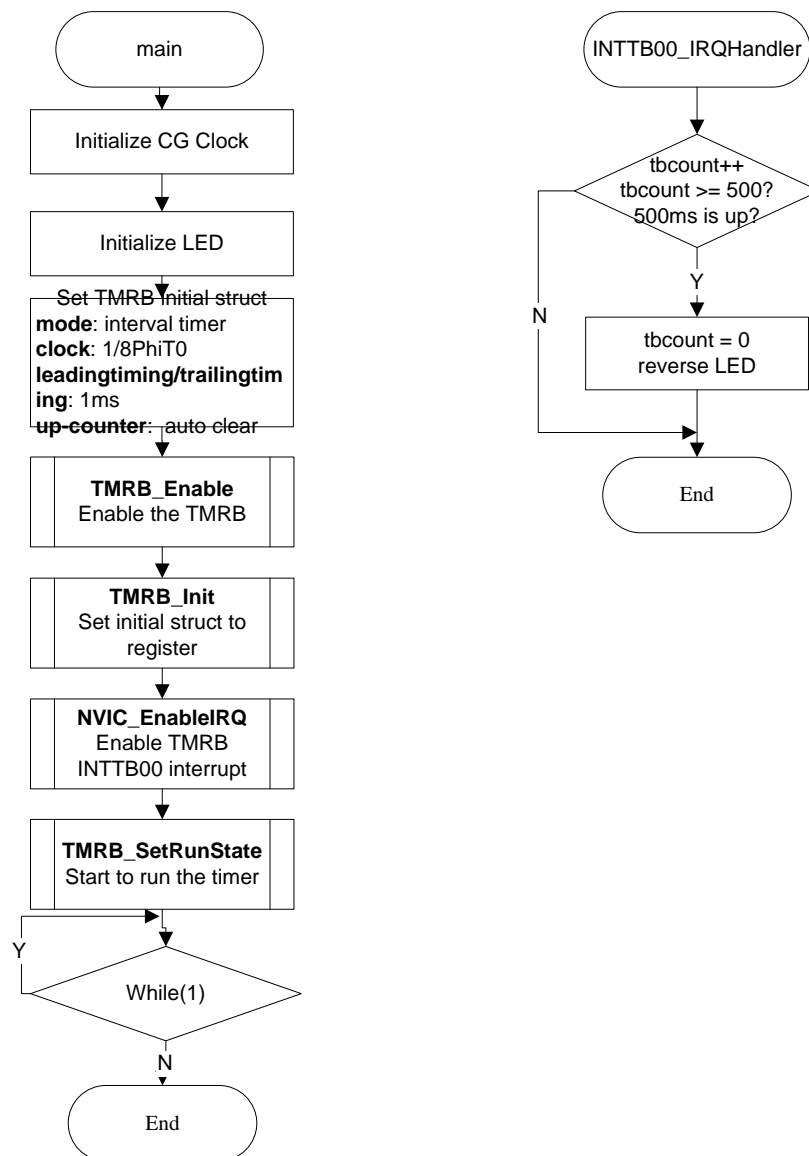 main
Initialize CG Clock
Initialize LED
Set TMRB initial struct
mode: interval timer
clock: 1/8PhiT0
leadingtiming/trailingtim
ing: 1ms
up-counter: auto clear
TMRB_Enable
Enable the TMRB
TMRB_Init
Set initial struct to
register
NVIC_EnableIRQ
Enable TMRB
INTTB00 interrupt
TMRB_SetRunState
Start to run the timer
Y
While(1)
N
End
INTTB00_IRQHandler
tbcount++
tbcount >= 500?
500ms is up?
Y
N
tbcount = 0
reverse LED
End